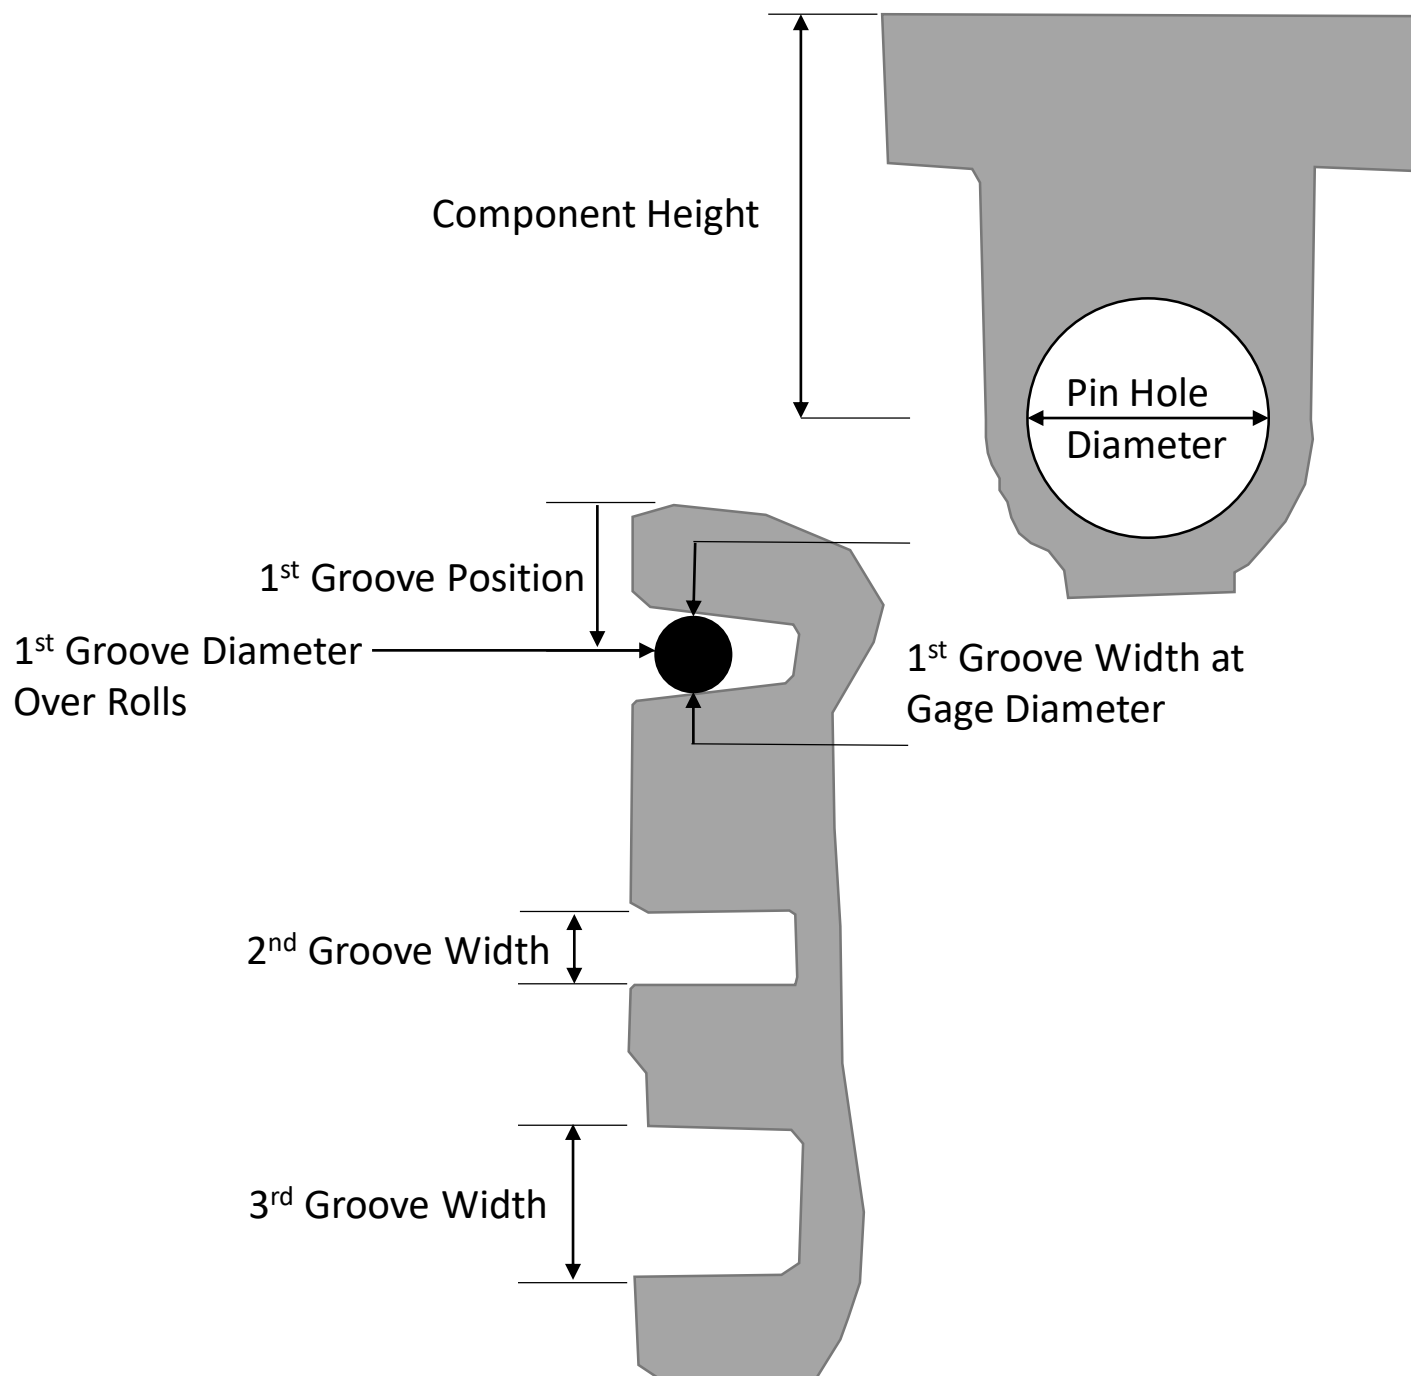 Component Height
Pin Hole
Diameter
1st Groove Position
1st Groove Diameter
Over Rolls
1st Groove Width at
Gage Diameter
2nd Groove Width
3rd Groove Width